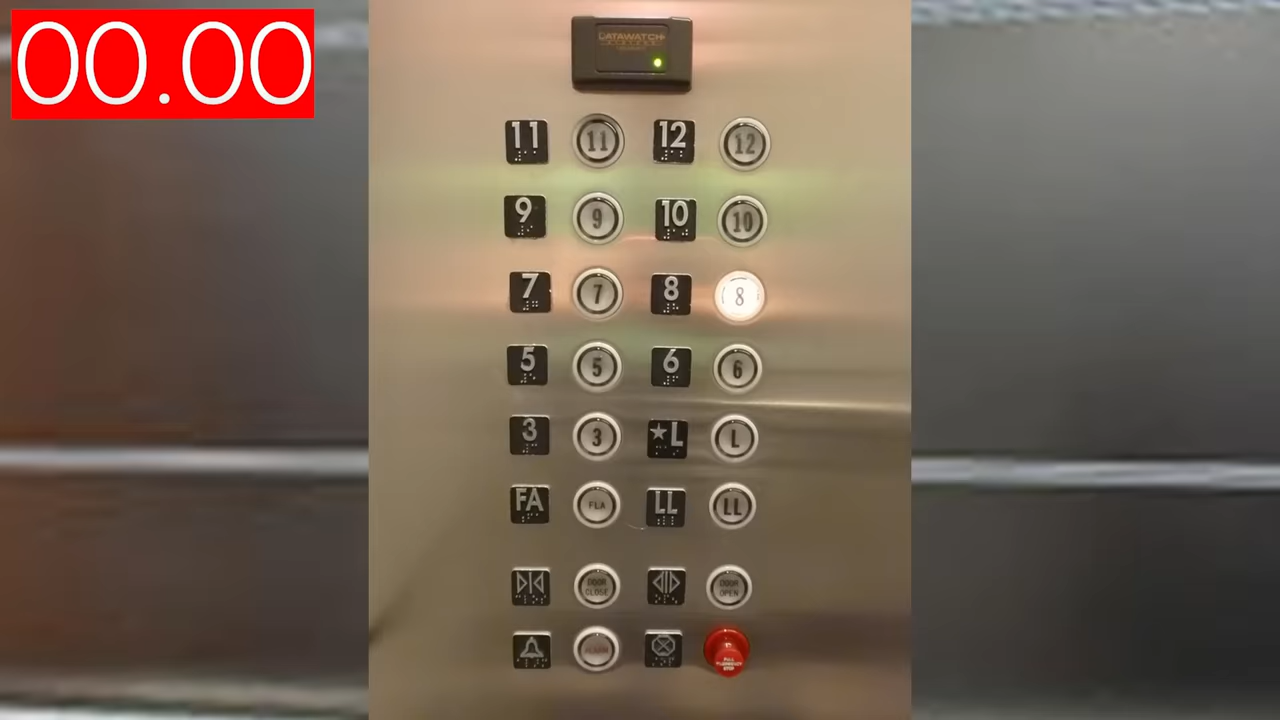 00.00
DATAWATCH
11 11 12 12
9 9 10 10
7 7 8 8
5 5 6 6
3 3 ★L L
FA FLA LL LL
DOOR CLOSE DOOR OPEN
ALARM